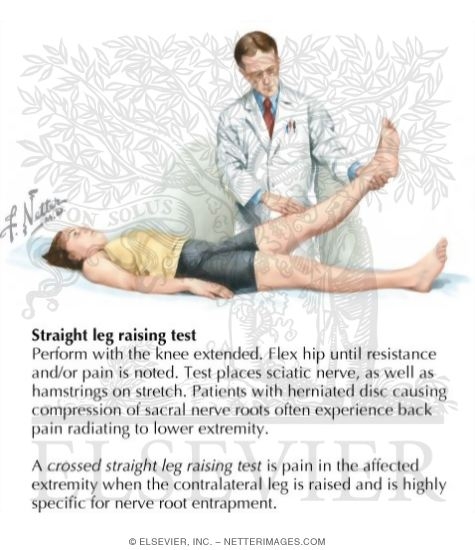 F. Netter
M.D.
NON SOLUS
Straight leg raising test
Perform with the knee extended. Flex hip until resistance
and/or pain is noted. Test places sciatic nerve, as well as
hamstrings on stretch. Patients with herniated disc causing
compression of sacral nerve roots often experience back
pain radiating to lower extremity.
A crossed straight leg raising test is pain in the affected
extremity when the contralateral leg is raised and is highly
specific for nerve root entrapment.
ELSEVIER
© ELSEVIER, INC. – NETTERIMAGES.COM